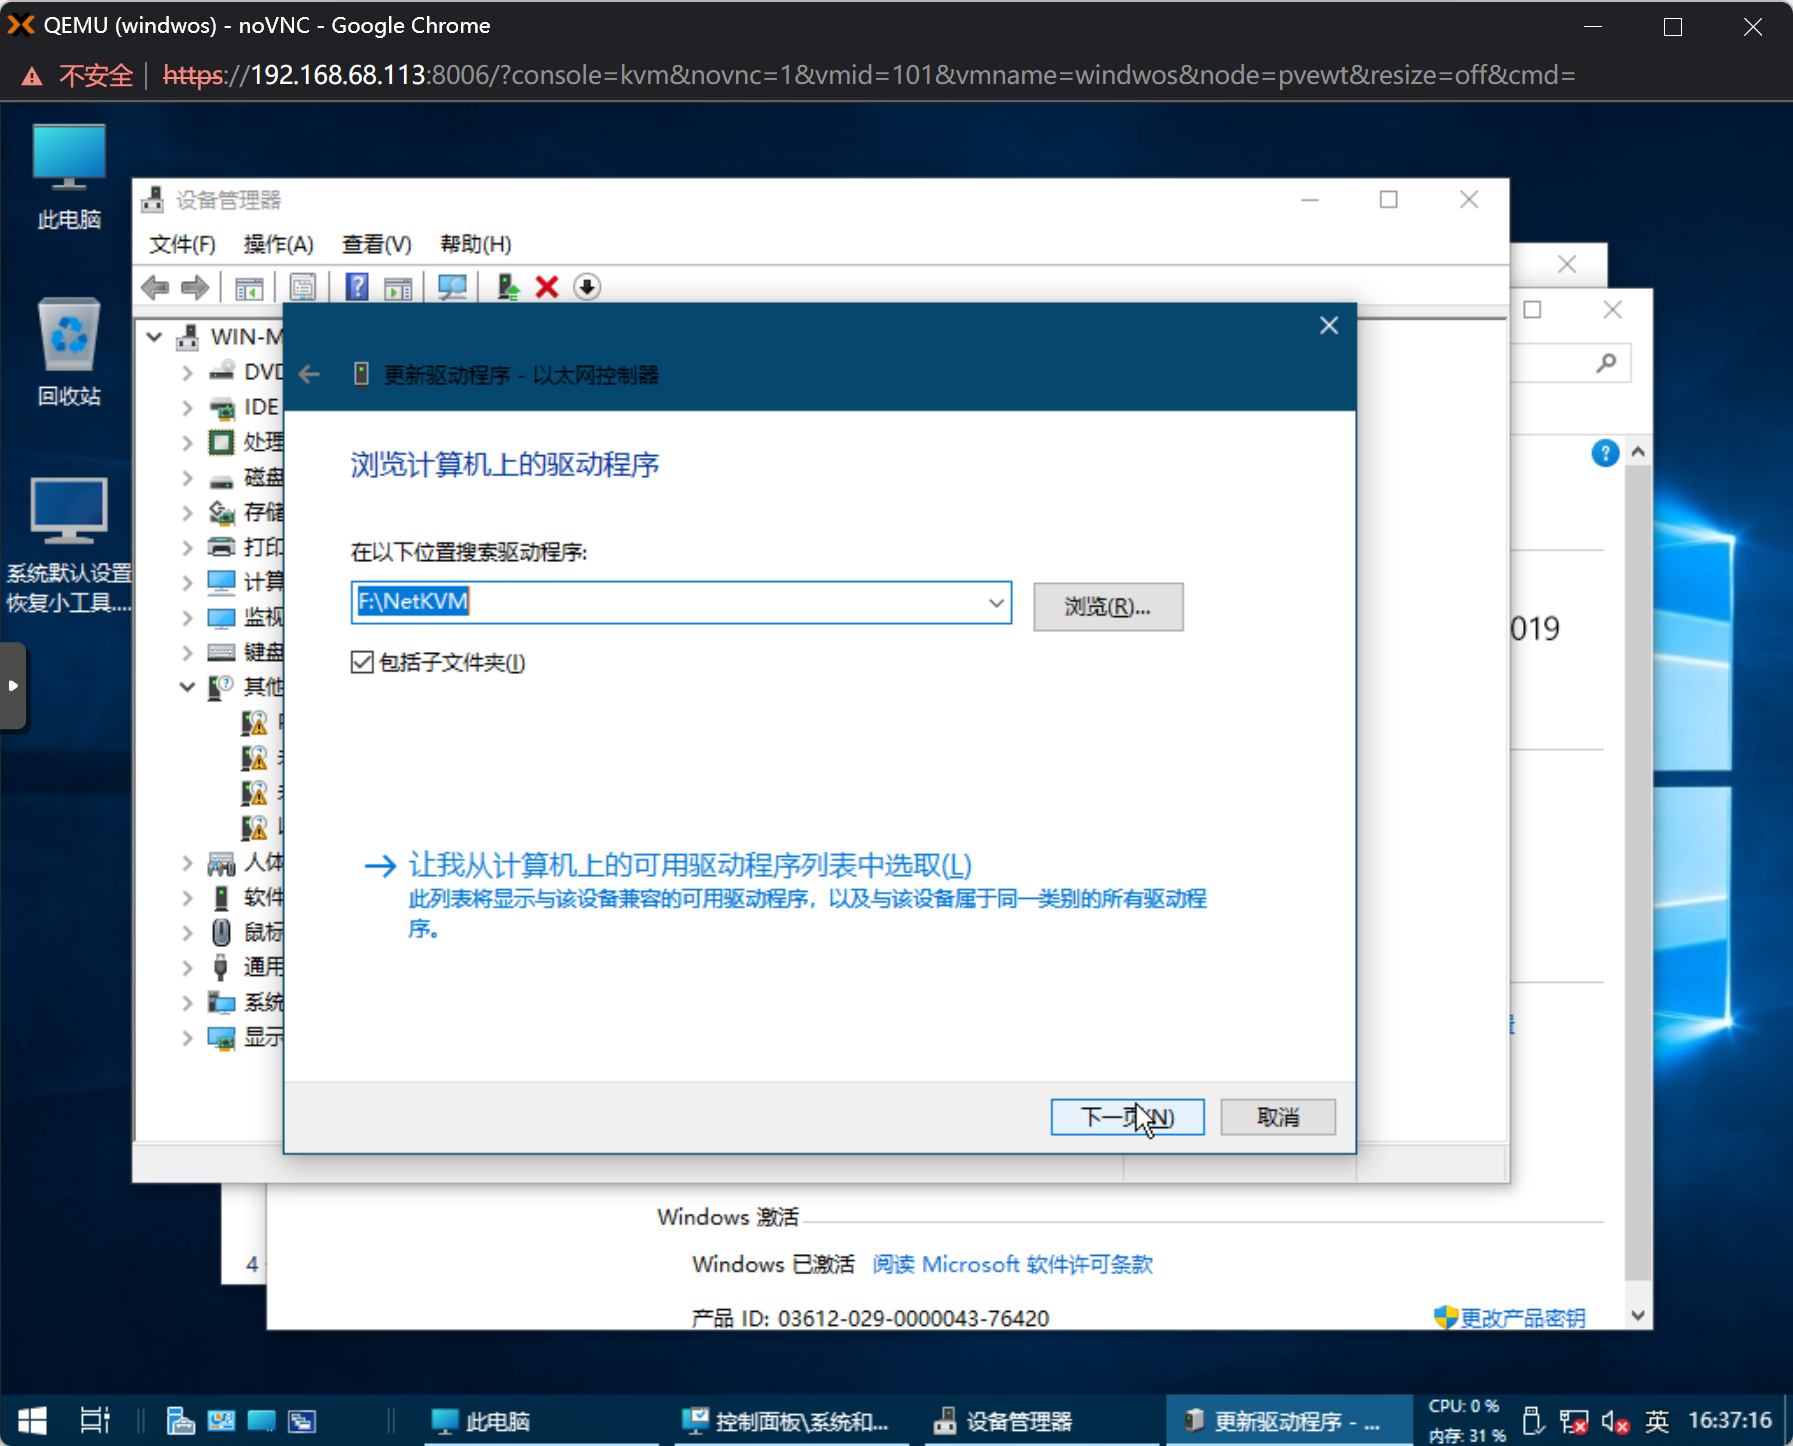 QEMU (windwos) - noVNC - Google Chrome
不安全 https://192.168.68.113:8006/?console=kvm&novnc=1&vmid=101&vmname=windwos&node=pvewt&resize=off&cmd=
此电脑
回收站
系统默认设置
恢复小工具....
设备管理器
文件(F) 操作(A) 查看(V) 帮助(H)
WIN-M
DVD
IDE
处理
磁盘
存储
打印
计算
监视
键盘
其他
人体
软件
鼠标
通用
系统
显示
更新驱动程序 - 以太网控制器
浏览计算机上的驱动程序
在以下位置搜索驱动程序:
F:\NetKVM
浏览(R)...
包括子文件夹(I)
让我从计算机上的可用驱动程序列表中选取(L)
此列表将显示与该设备兼容的可用驱动程序，以及与该设备属于同一类别的所有驱动程
序。
下一页(N) 取消
019
4
Windows 激活
Windows 已激活 阅读 Microsoft 软件许可条款
产品 ID: 03612-029-0000043-76420
更改产品密钥
此电脑
控制面板\系统和...
设备管理器
更新驱动程序 - ...
CPU: 0 %
内存: 31 %
英
16:37:16